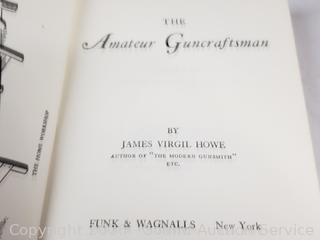 THE
Amateur Guncraftsman
BY
JAMES VIRGIL HOWE
AUTHOR OF "THE MODERN GUNSMITH"
ETC.
FUNK & WAGNALLS New York
THE HOME WORKSHOP